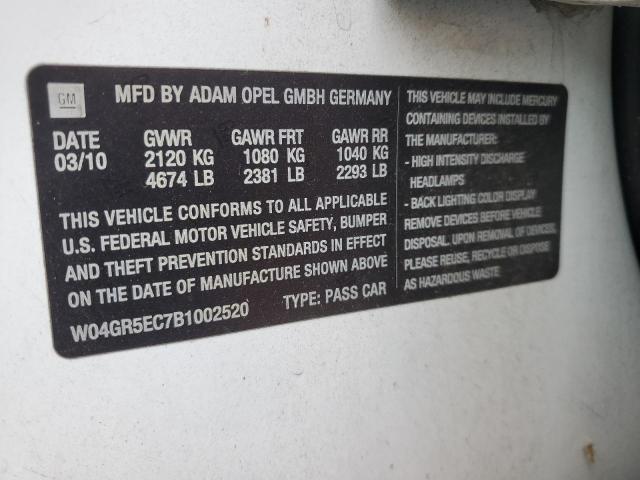 GM
MFD BY ADAM OPEL GMBH GERMANY
DATE GVWR GAWR FRT GAWR RR
03/10 2120 KG 1080 KG 1040 KG
4674 LB 2381 LB 2293 LB
THIS VEHICLE CONFORMS TO ALL APPLICABLE
U.S. FEDERAL MOTOR VEHICLE SAFETY, BUMPER
AND THEFT PREVENTION STANDARDS IN EFFECT
ON THE DATE OF MANUFACTURE SHOWN ABOVE
W04GR5EC7B1002520 TYPE: PASS CAR
THIS VEHICLE MAY INCLUDE MERCURY
CONTAINING DEVICES INSTALLED BY
THE MANUFACTURER:
- HIGH INTENSITY DISCHARGE
HEADLAMPS
- BACK LIGHTING COLOR DISPLAY
REMOVE DEVICES BEFORE VEHICLE
DISPOSAL. UPON REMOVAL OF DEVICES,
PLEASE REUSE, RECYCLE OR DISPOSE
AS HAZARDOUS WASTE